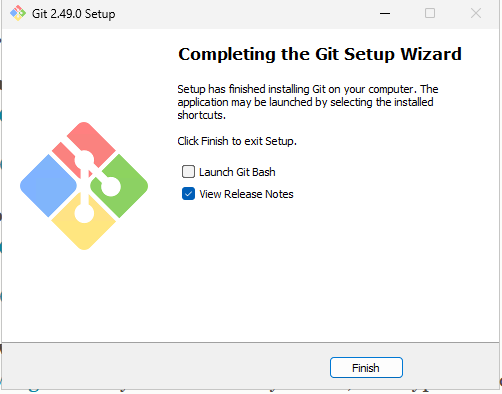 Git 2.49.0 Setup
Completing the Git Setup Wizard
Setup has finished installing Git on your computer. The
application may be launched by selecting the installed
shortcuts.
Click Finish to exit Setup.
Launch Git Bash
View Release Notes
Finish